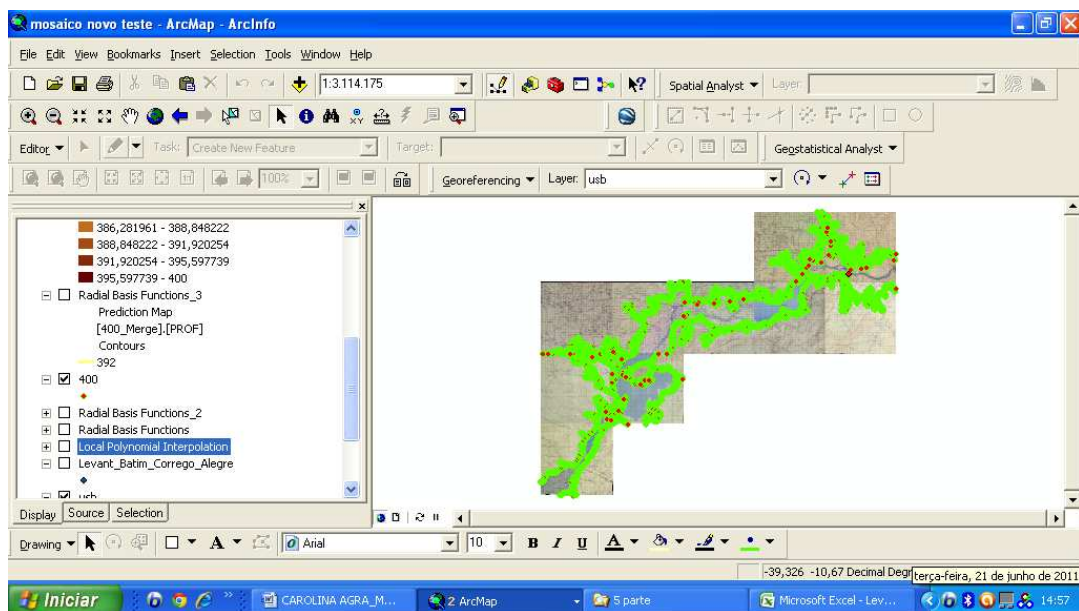 mosaico novo teste - ArcMap - ArcInfo
File Edit View Bookmarks Insert Selection Tools Window Help
1:3.114.175
Spatial Analyst
Layer:
Editor
Task:
Create New Feature
Target:
Geostatistical Analyst
100%
Georeferencing
Layer:
usb
386,281961 - 388,848222
388,848222 - 391,920254
391,920254 - 395,597739
395,597739 - 400
Radial Basis Functions_3
Prediction Map
[400_Merge].[PROF]
Contours
392
400
Radial Basis Functions_2
Radial Basis Functions
Local Polynomial Interpolation
Levant_Batim_Corrego_Alegre
usb
Display Source Selection
Drawing
A
Arial
10
B I U A
-39,326 -10,67 Decimal Degr
terça-feira, 21 de junho de 2011
Iniciar
CAROLINA AGRA_M...
2 ArcMap
5 parte
Microsoft Excel - Lev...
14:57